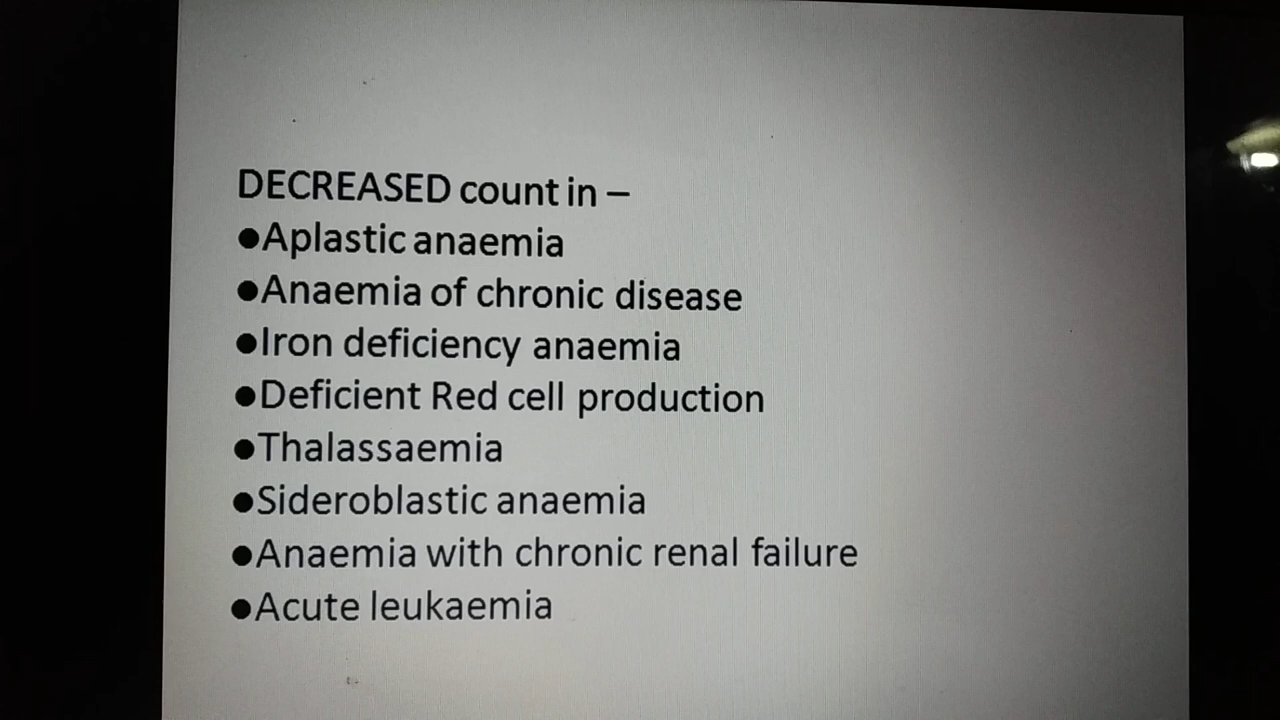 DECREASED count in –
●Aplastic anaemia
●Anaemia of chronic disease
●Iron deficiency anaemia
●Deficient Red cell production
●Thalassaemia
●Sideroblastic anaemia
●Anaemia with chronic renal failure
●Acute leukaemia